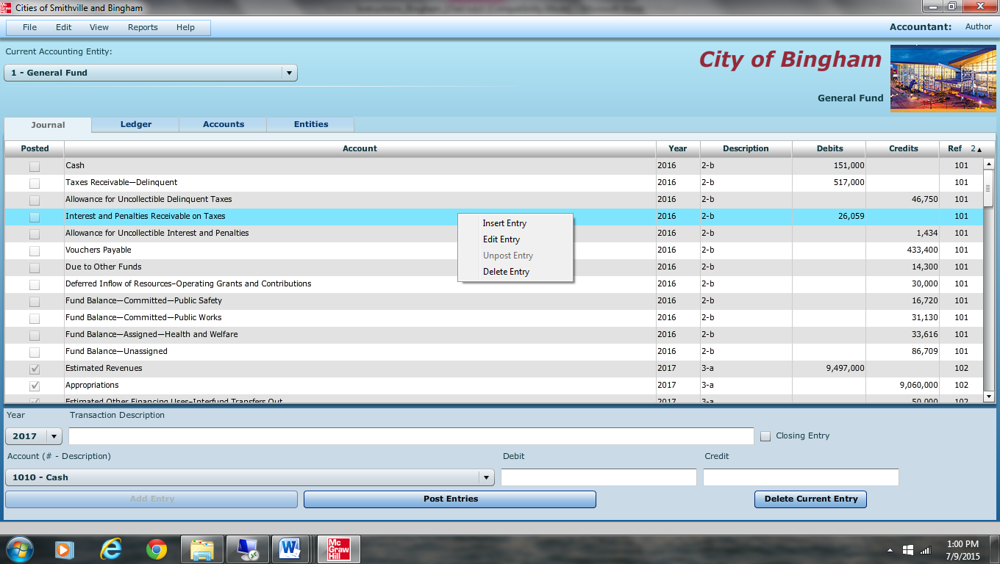 Mc Graw Hill Cities of Smithville and Bingham
File Edit View Reports Help Accountant: Author
Current Accounting Entity:
1 - General Fund
City of Bingham
General Fund
Journal Ledger Accounts Entities
Posted Account Year Description Debits Credits Ref 2
Cash 2016 2-b 151,000 101
Taxes Receivable—Delinquent 2016 2-b 517,000 101
Allowance for Uncollectible Delinquent Taxes 2016 2-b 46,750 101
Interest and Penalties Receivable on Taxes 2016 2-b 26,059 101
Allowance for Uncollectible Interest and Penalties 2016 2-b 1,434 101
Vouchers Payable 2016 2-b 433,400 101
Due to Other Funds 2016 2-b 14,300 101
Deferred Inflow of Resources–Operating Grants and Contributions 2016 2-b 30,000 101
Fund Balance—Committed—Public Safety 2016 2-b 16,720 101
Fund Balance—Committed—Public Works 2016 2-b 31,130 101
Fund Balance—Assigned—Health and Welfare 2016 2-b 33,616 101
Fund Balance—Unassigned 2016 2-b 86,709 101
Estimated Revenues 2017 3-a 9,497,000 102
Appropriations 2017 3-a 9,060,000 102
Estimated Other Financing Uses–Interfund Transfers Out 2017 3-a 50,000 102
Insert Entry
Edit Entry
Unpost Entry
Delete Entry
Year Transaction Description
2017 Closing Entry
Account (# - Description) Debit Credit
1010 - Cash
Add Entry Post Entries Delete Current Entry
Mc Graw Hill
1:00 PM
7/9/2015